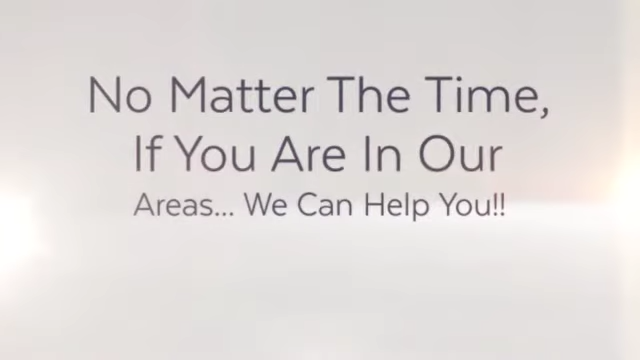 No Matter The Time,
If You Are In Our
Areas... We Can Help You!!